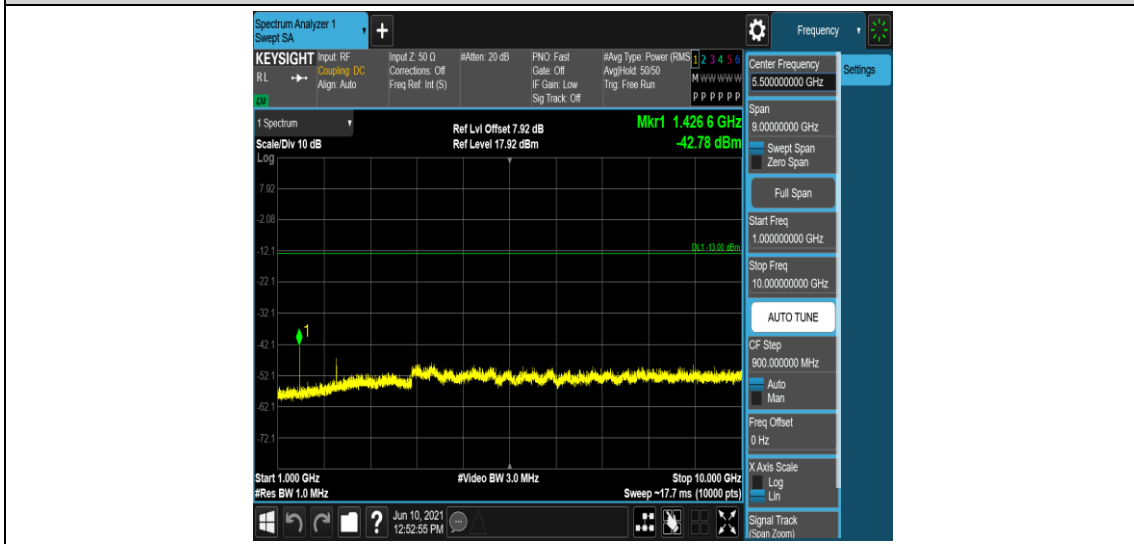 Spectrum Analyzer 1
Swept SA
+
Frequency
KEYSIGHT
RL
LXI
Input: RF
Coupling: DC
Align: Auto
Input Z: 50 Ω
Corrections: Off
Freq Ref: Int (S)
#Atten: 20 dB
PNO: Fast
Gate: Off
IF Gain: Low
Sig Track: Off
#Avg Type: Power (RMS
Avg|Hold: 50/50
Trig: Free Run
1 2 3 4 5 6
M W W W W W
P P P P P P
1 Spectrum
Scale/Div 10 dB
Log
Ref Lvl Offset 7.92 dB
Ref Level 17.92 dBm
Mkr1 1.426 6 GHz
-42.78 dBm
7.92
-2.08
-12.1
-22.1
-32.1
-42.1
-52.1
-62.1
-72.1
DL1 -13.00 dBm
1
Start 1.000 GHz
#Res BW 1.0 MHz
#Video BW 3.0 MHz
Stop 10.000 GHz
Sweep ~17.7 ms (10000 pts)
?
Jun 10, 2021
12:52:55 PM
Center Frequency
5.500000000 GHz
Settings
Span
9.00000000 GHz
Swept Span
Zero Span
Full Span
Start Freq
1.000000000 GHz
Stop Freq
10.000000000 GHz
AUTO TUNE
CF Step
900.000000 MHz
Auto
Man
Freq Offset
0 Hz
X Axis Scale
Log
Lin
Signal Track
(Span Zoom)